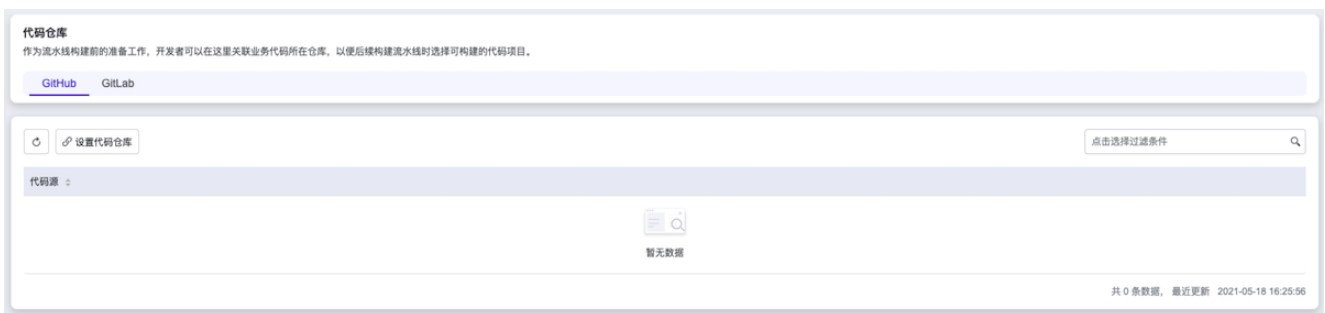 代码仓库
作为流水线构建前的准备工作，开发者可以在这里关联业务代码所在仓库，以便后续构建流水线时选择可构建的代码项目。
GitHub GitLab
设置代码仓库 点击选择过滤条件
代码源
暂无数据
共 0 条数据， 最近更新 2021-05-18 16:25:56